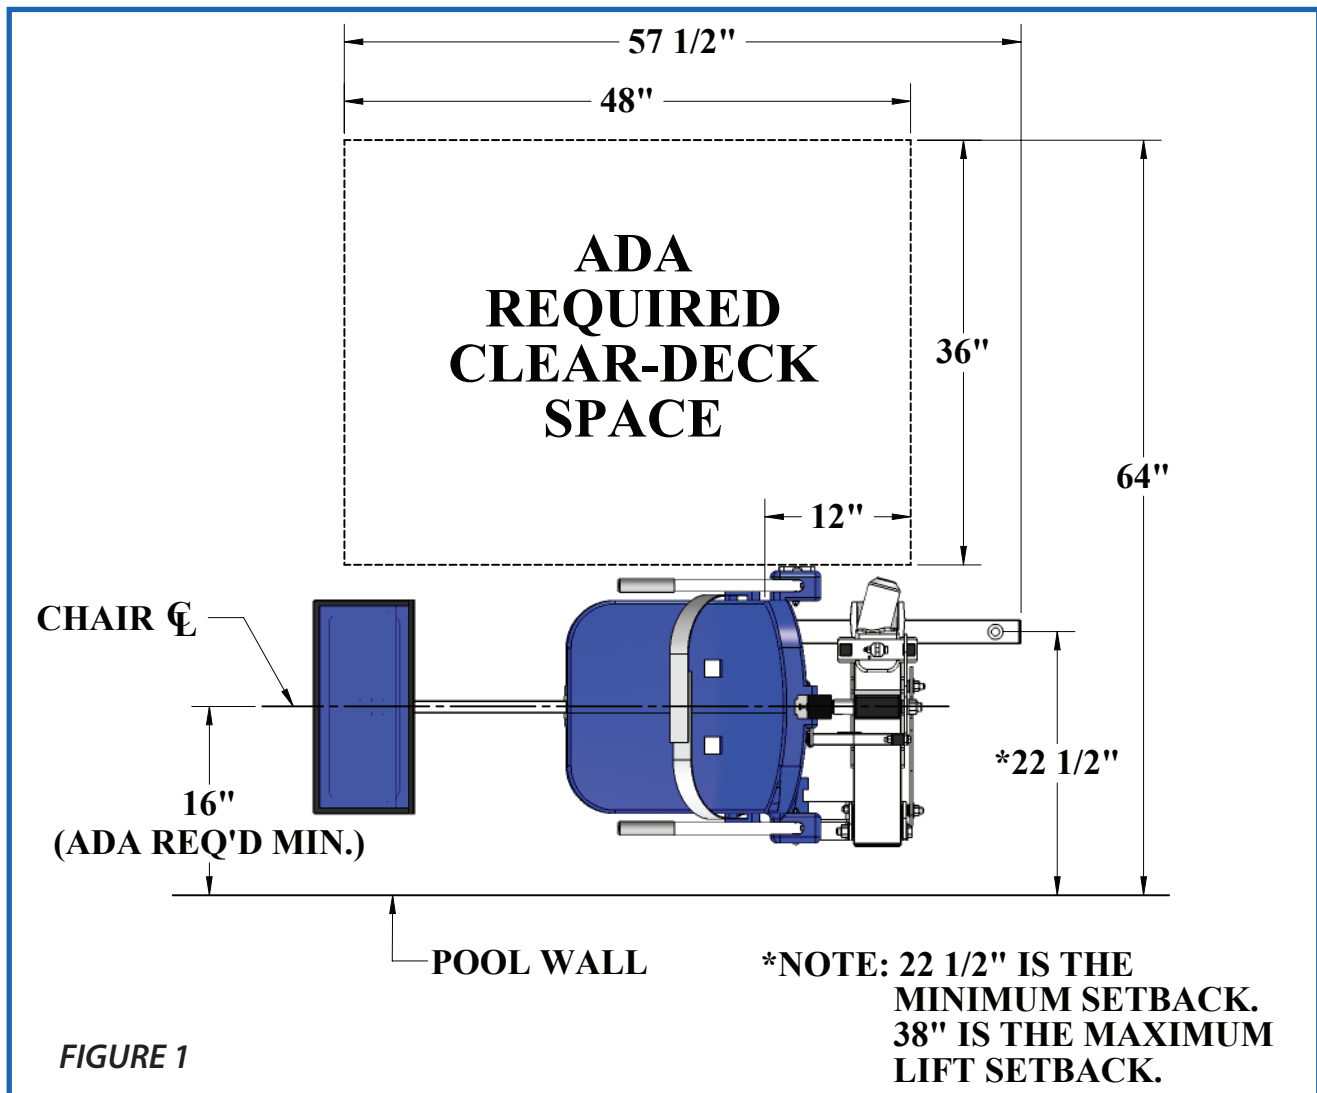 57 1/2"
48"
ADA
REQUIRED
CLEAR-DECK
SPACE
36"
64"
12"
CHAIR ℄
*22 1/2"
16"
(ADA REQ'D MIN.)
POOL WALL
*NOTE: 22 1/2" IS THE
MINIMUM SETBACK.
38" IS THE MAXIMUM
LIFT SETBACK.
FIGURE 1